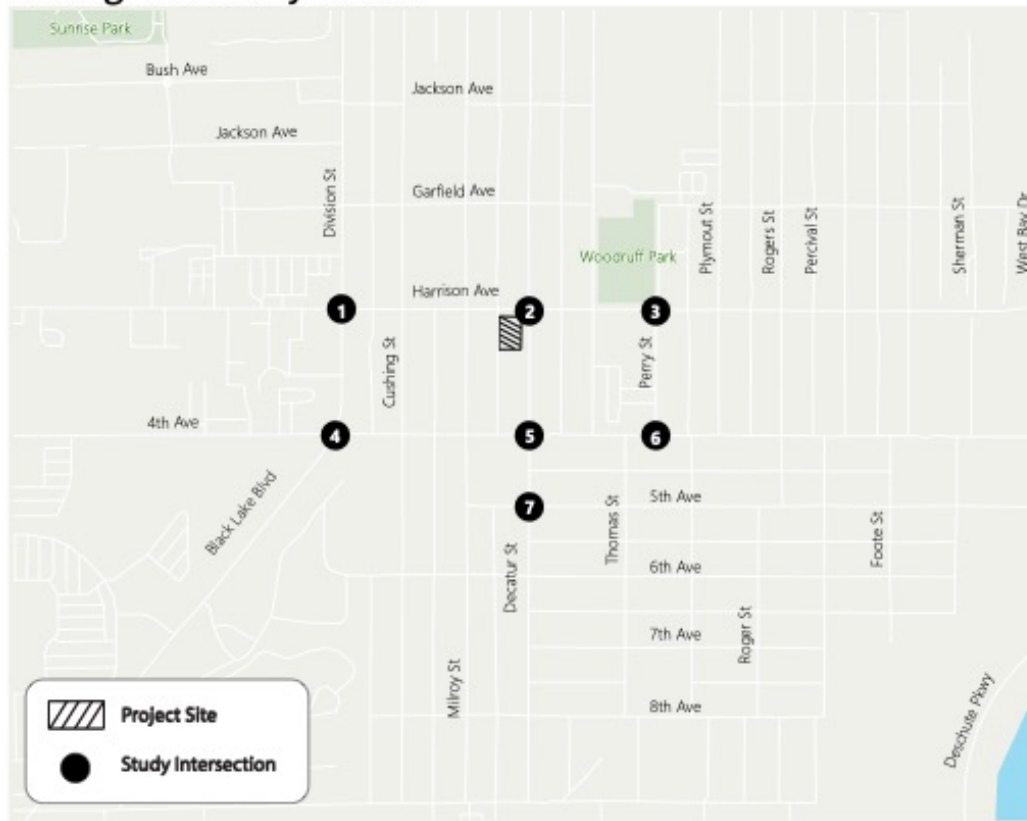 Sunrise Park
Bush Ave
Jackson Ave
Jackson Ave
Division St
Garfield Ave
Plymout St
Rogers St
Percival St
Sherman St
West Bay Dr
Woodruff Park
Harrison Ave
1
2
3
Cushing St
Perry St
4th Ave
4
5
6
Black Lake Blvd
5th Ave
7
Thomas St
Foote St
Decatur St
6th Ave
7th Ave
Roger St
Milroy St
8th Ave
Deschute Pkwy
Project Site
Study Intersection